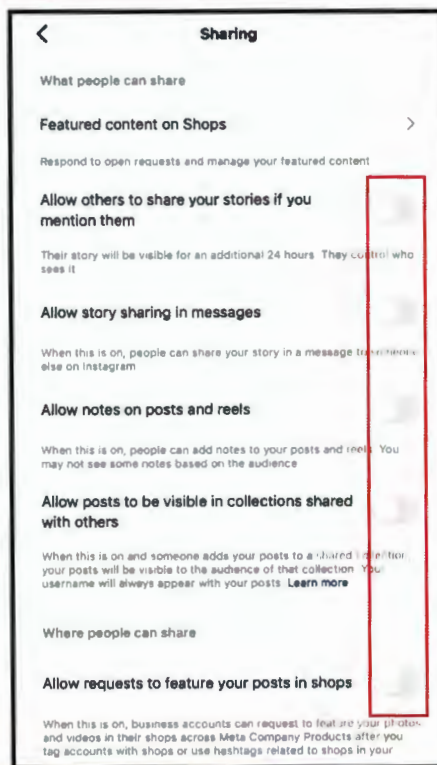 Sharing
What people can share
Featured content on Shops
Respond to open requests and manage your featured content
Allow others to share your stories if you
mention them
Their story will be visible for an additional 24 hours They control who
sees it
Allow story sharing in messages
When this is on, people can share your story in a message to someone
else on Instagram
Allow notes on posts and reels
When this is on, people can add notes to your posts and reels You
may not see some notes based on the audience
Allow posts to be visible in collections shared
with others
When this is on and someone adds your posts to a shared collection
your posts will be visible to the audience of that collection Your
username will always appear with your posts Learn more
Where people can share
Allow requests to feature your posts in shops
When this is on, business accounts can request to feature your photos
and videos in their shops across Meta Company Products after you
tag accounts with shops or use hashtags related to shops in your